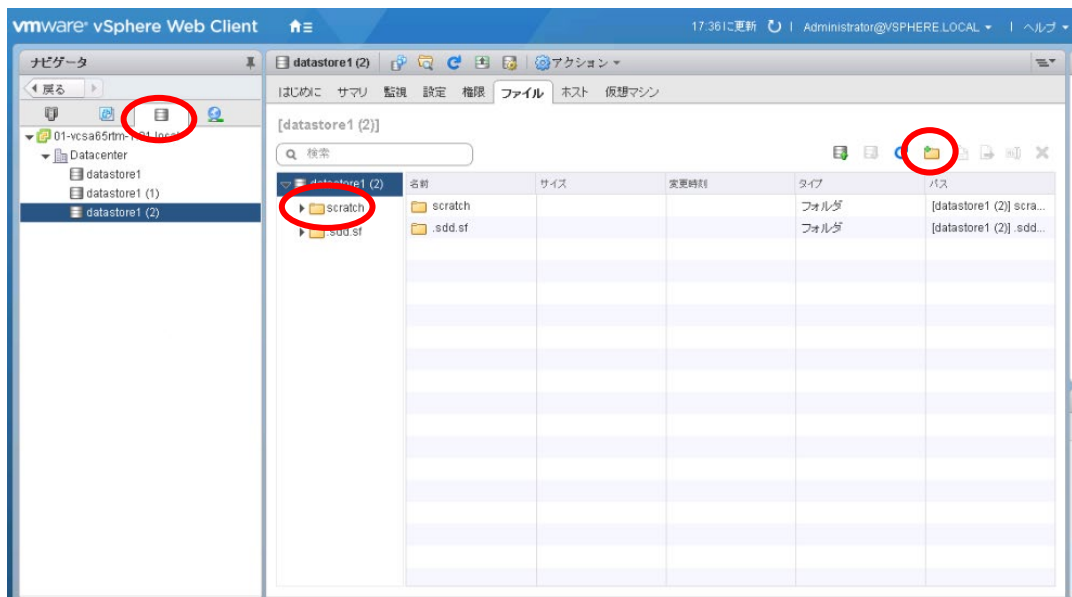 vmware® vSphere Web Client 17:36に更新 | Administrator@VSPHERE.LOCAL | ヘルプ
ナビゲータ
戻る
01-vcsa65rtm-
Datacenter
datastore1
datastore1 (1)
datastore1 (2)
datastore1 (2) アクション
はじめに サマリ 監視 設定 権限 ファイル ホスト 仮想マシン
[datastore1 (2)]
検索
datastore1 (2)
scratch
.sdd.sf
名前 サイズ 変更時刻 タイプ パス
scratch フォルダ [datastore1 (2)] scra...
.sdd.sf フォルダ [datastore1 (2)] .sdd...